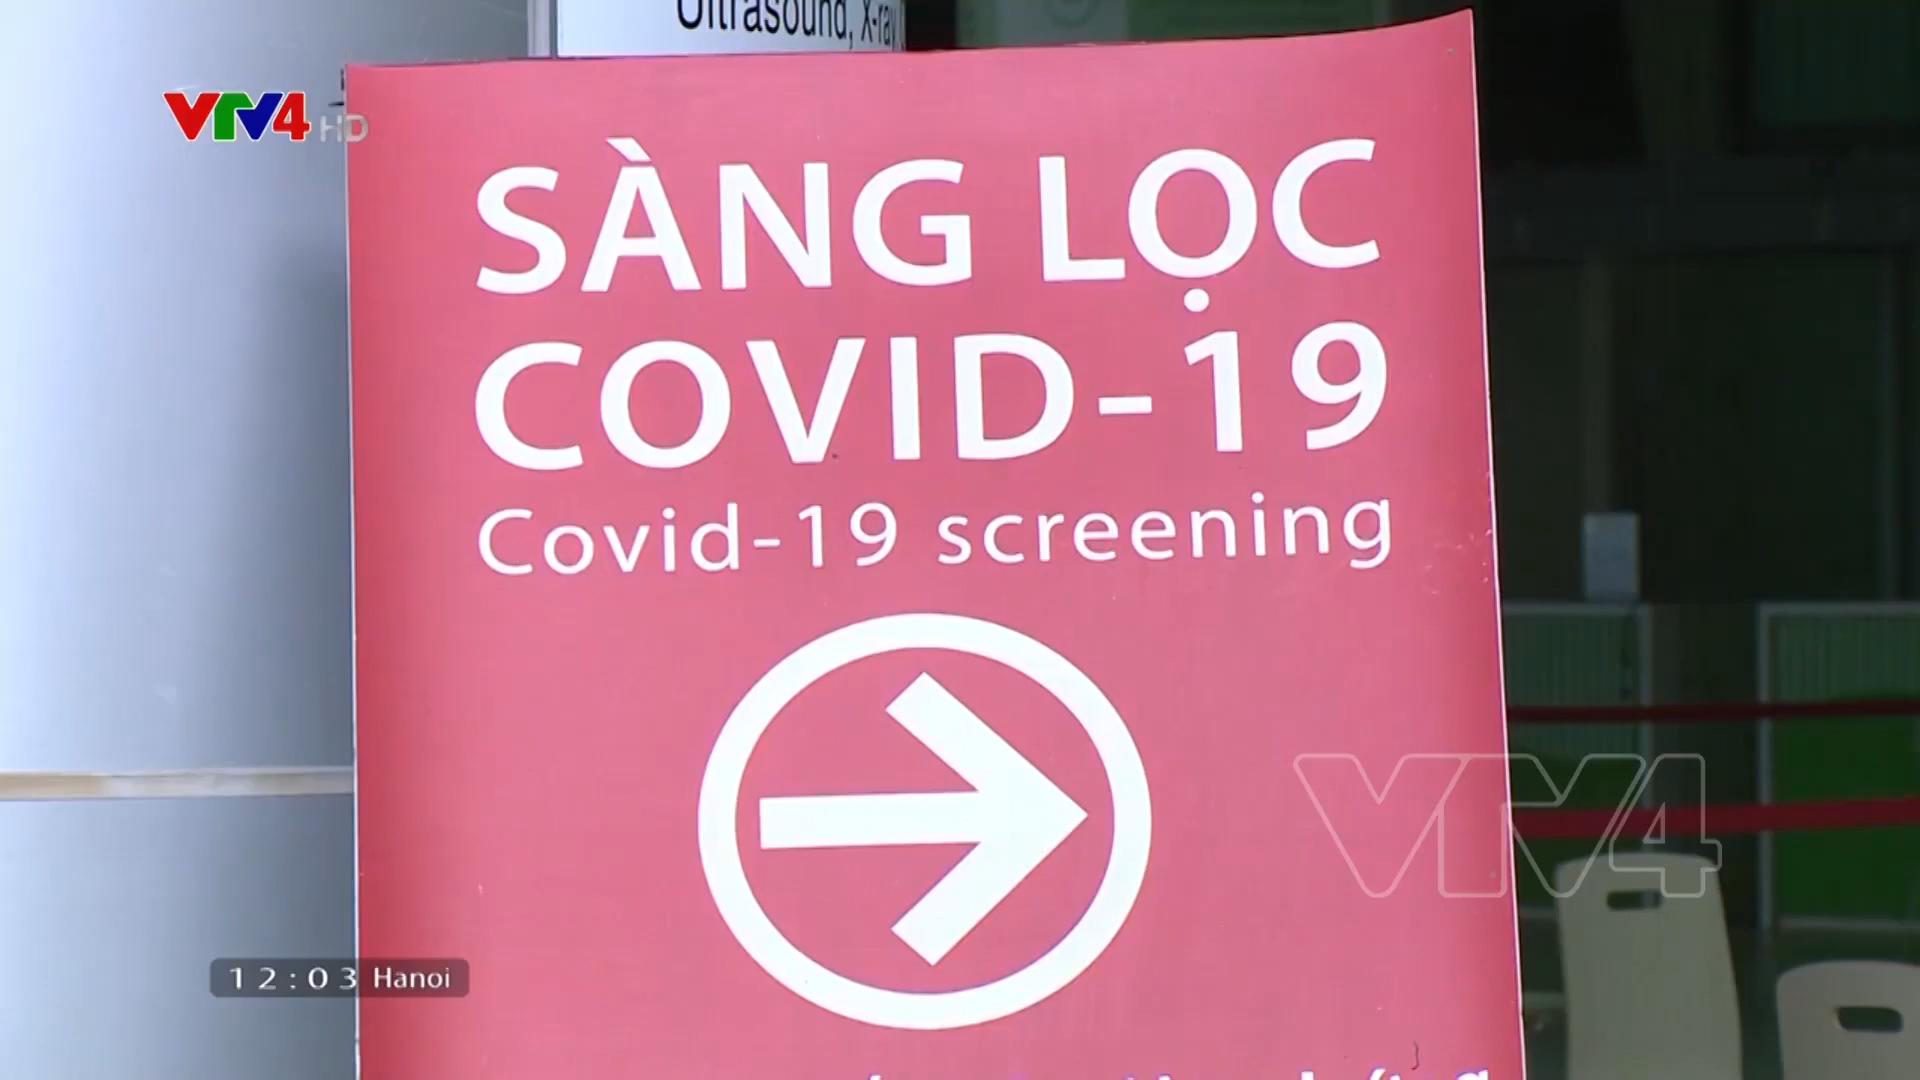 Ultrasound, X-ray,
VTV4 HD
SÀNG LỌC
COVID-19
Covid-19 screening
VTV4
12:03 Hanoi